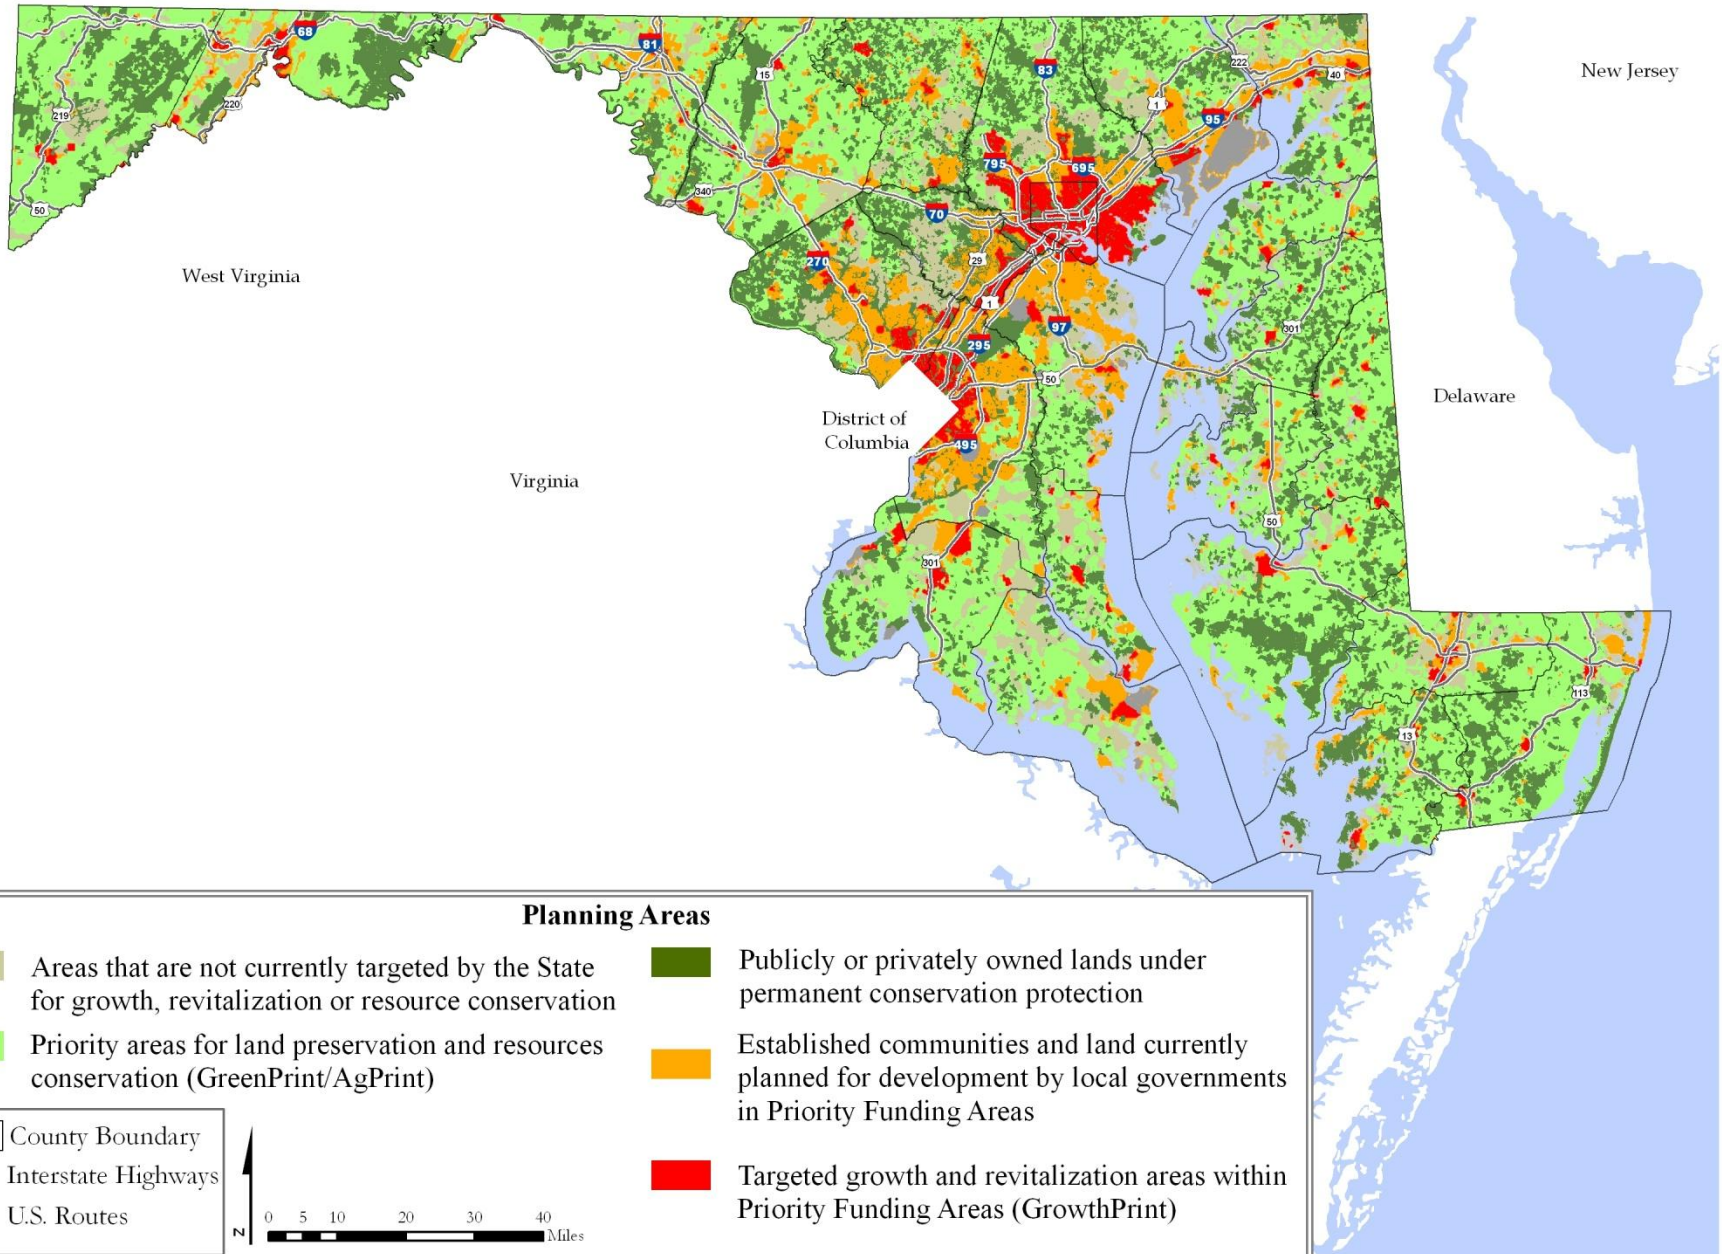 68
81
15
219
220
50
340
83
222
40
1
95
New Jersey
795
695
70
270
29
West Virginia
1
97
295
301
50
Delaware
District of
Columbia
495
Virginia
50
301
113
13
Planning Areas
Areas that are not currently targeted by the State
for growth, revitalization or resource conservation
Priority areas for land preservation and resources
conservation (GreenPrint/AgPrint)
Publicly or privately owned lands under
permanent conservation protection
Established communities and land currently
planned for development by local governments
in Priority Funding Areas
Targeted growth and revitalization areas within
Priority Funding Areas (GrowthPrint)
County Boundary
Interstate Highways
U.S. Routes
N
0 5 10 20 30 40
Miles